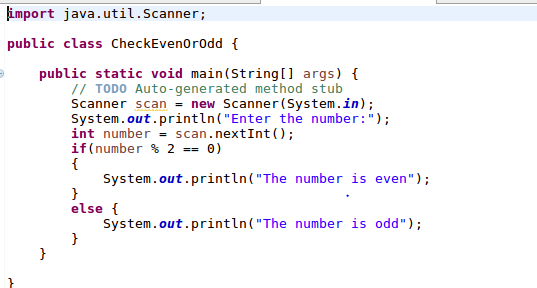 import java.util.Scanner;
public class CheckEvenOrOdd {
public static void main(String[] args) {
// TODO Auto-generated method stub
Scanner scan = new Scanner(System.in);
System.out.println("Enter the number:");
int number = scan.nextInt();
if(number % 2 == 0)
{
System.out.println("The number is even");
}
else {
System.out.println("The number is odd");
}
}
}